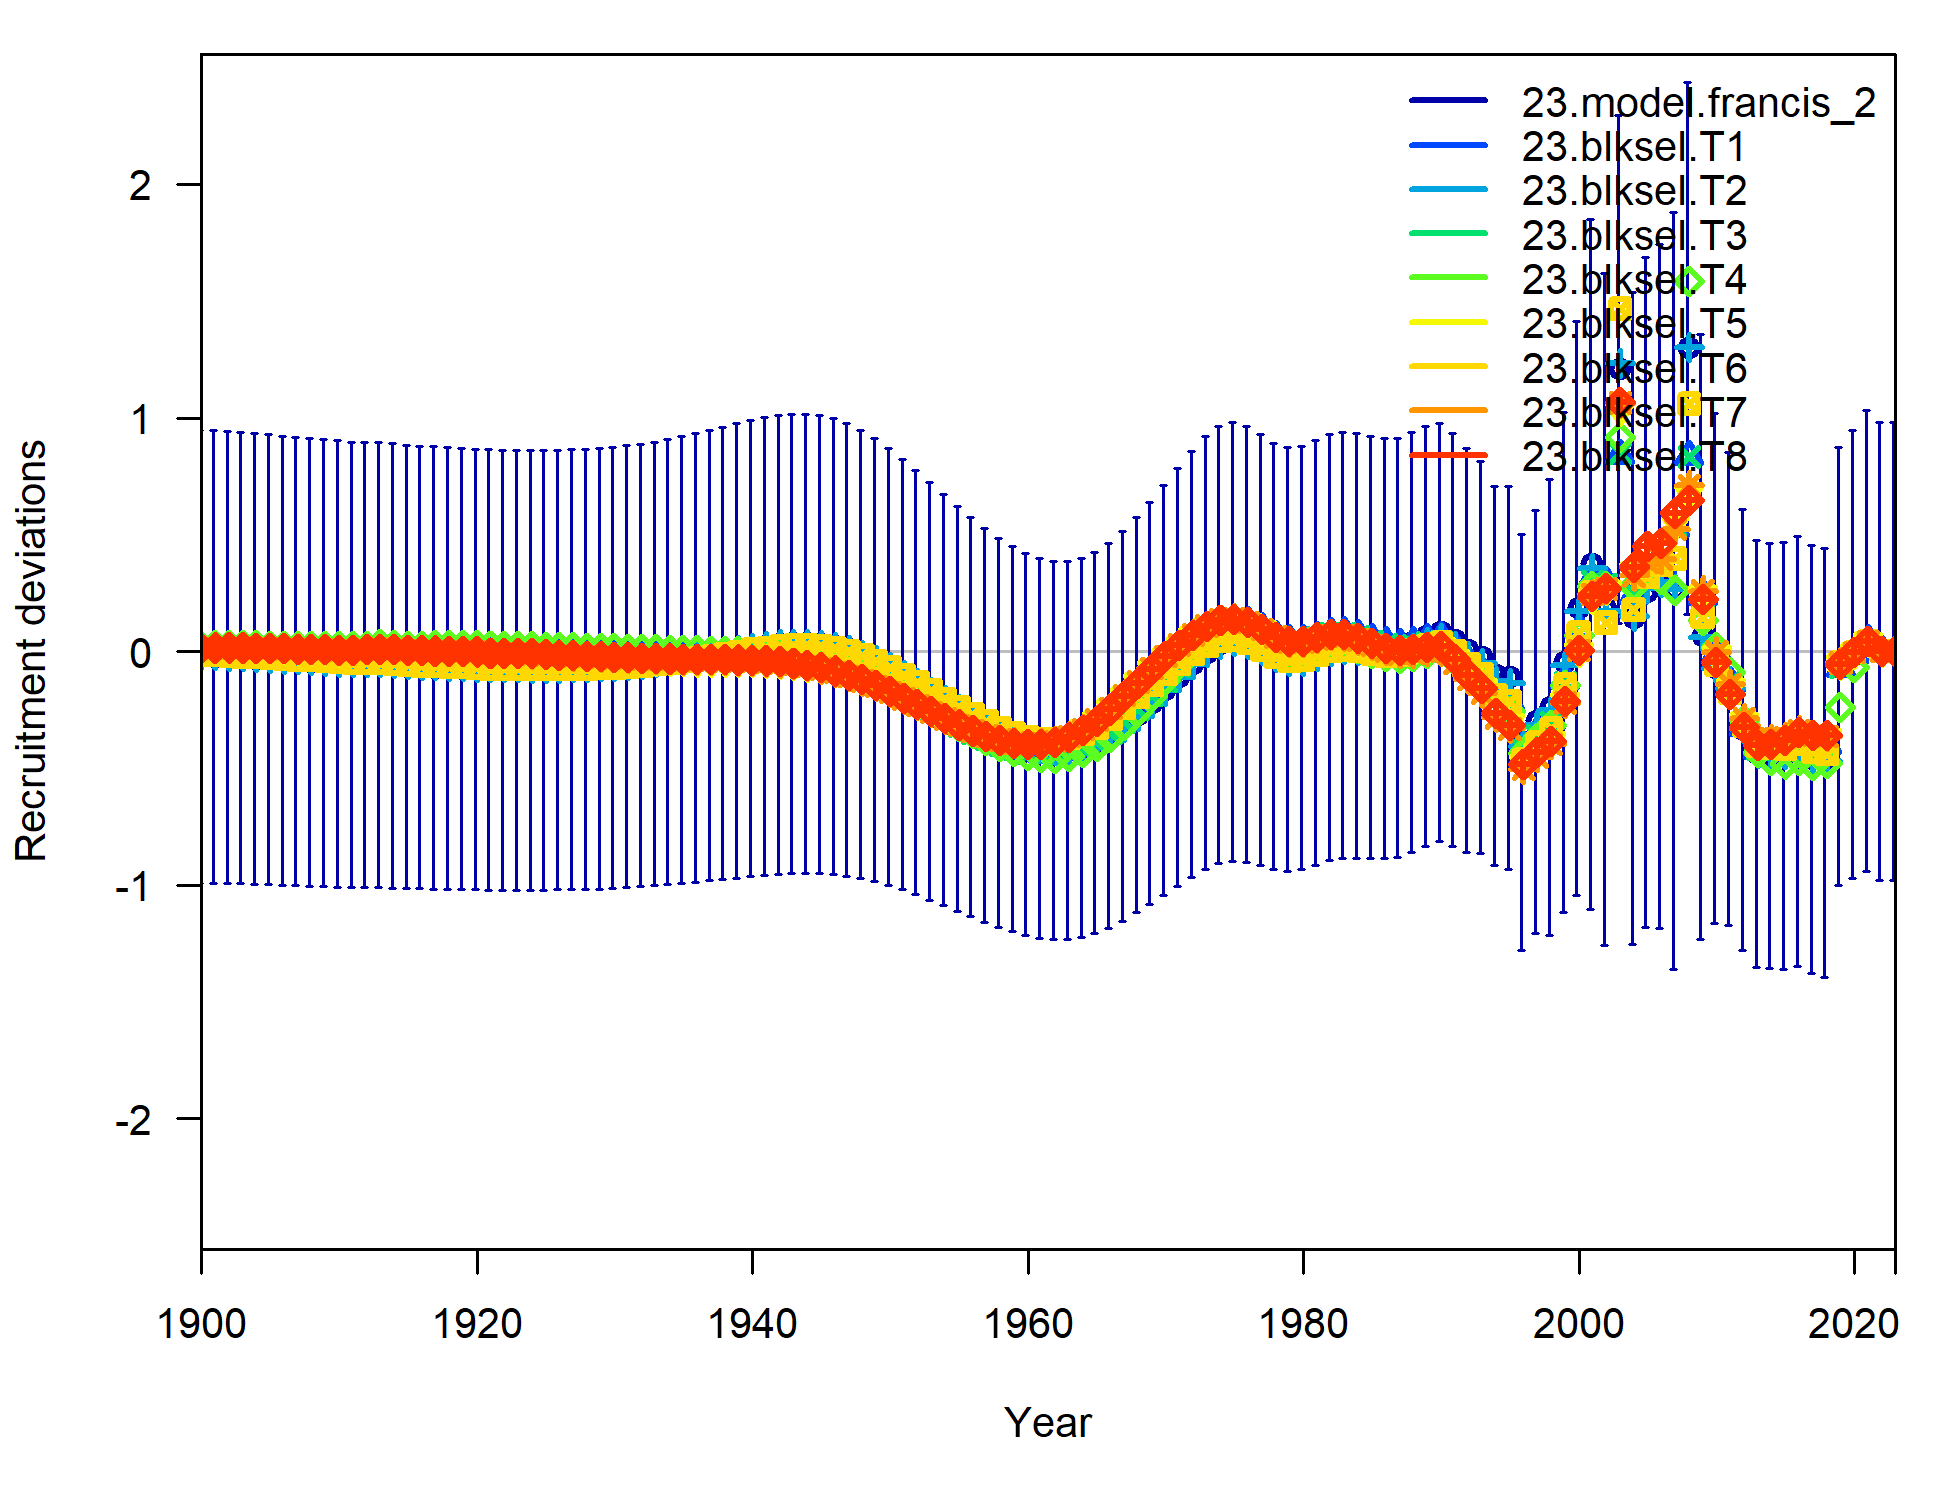 23.model.francis_2
23.blksel.T1
23.blksel.T2
23.blksel.T3
23.blksel.T4
23.blksel.T5
23.blksel.T6
23.blksel.T7
23.blksel.T8
Recruitment deviations
2
1
0
-1
-2
1900 1920 1940 1960 1980 2000 2020
Year